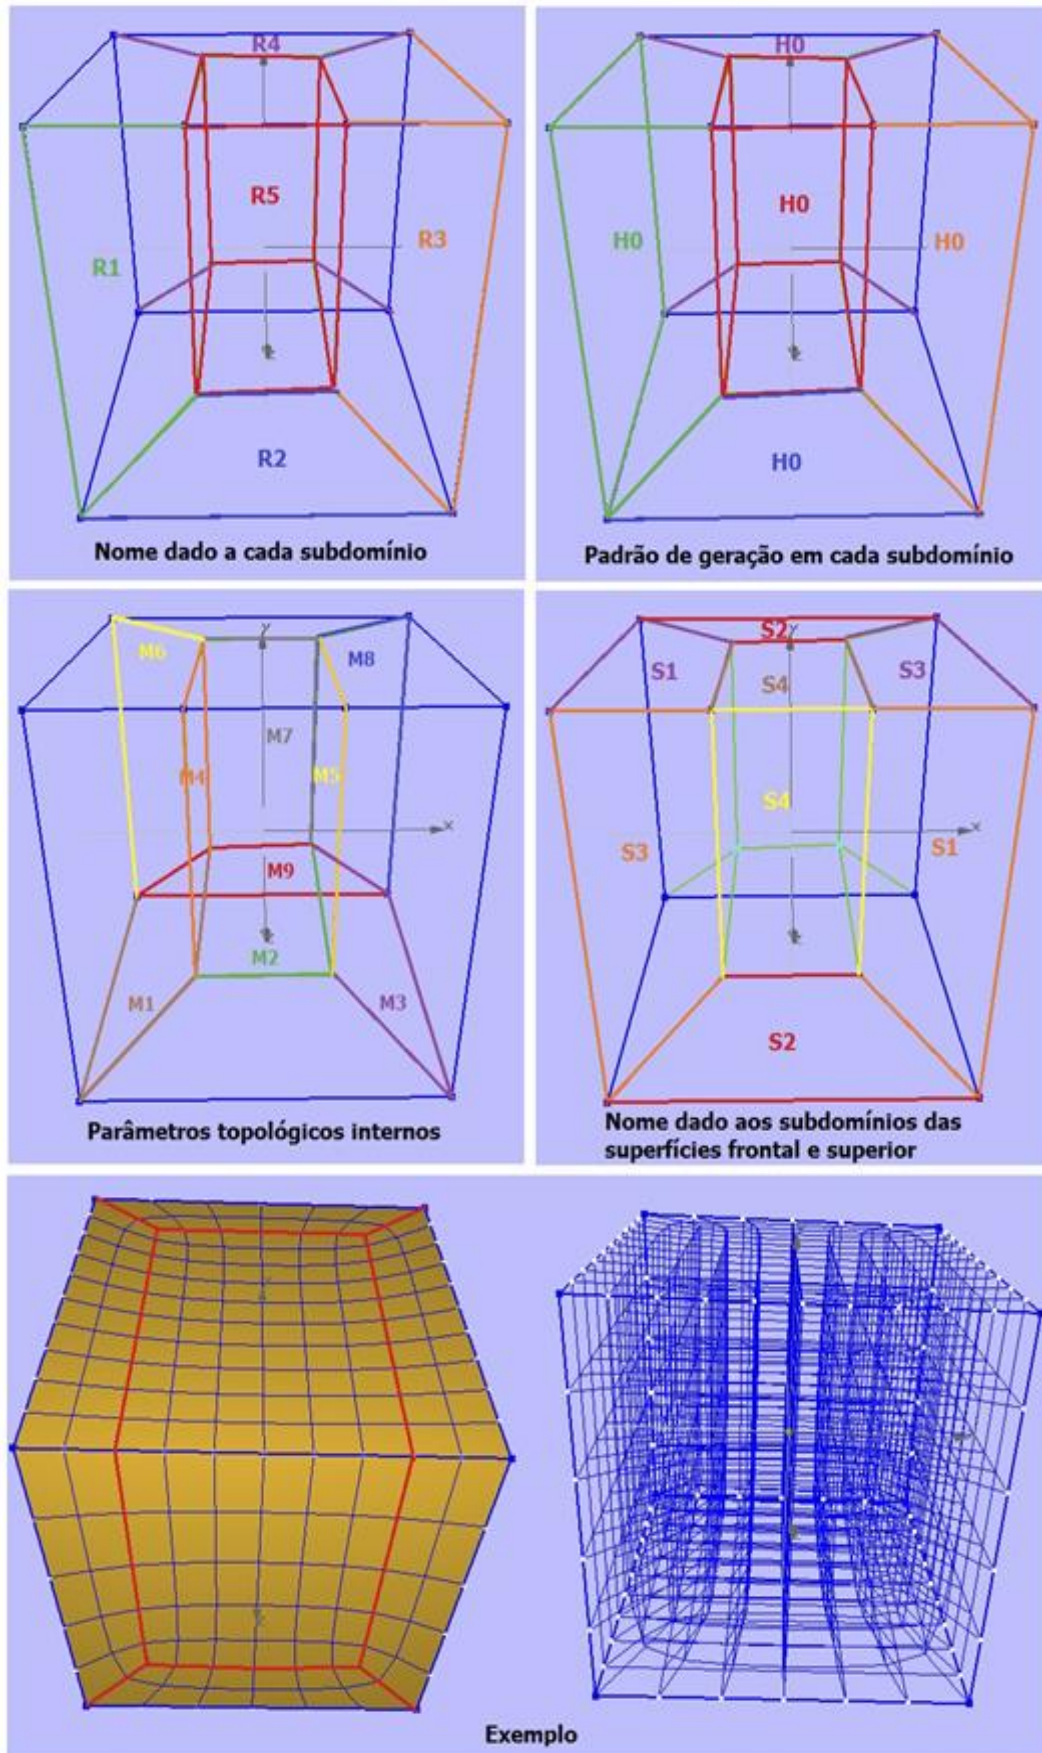 R4
R5
R3
R1
R2
Nome dado a cada subdomínio
H0
H0
H0
H0
H0
Padrão de geração em cada subdomínio
y
M6
M8
M7
M4
M5
x
M9
z
M2
M1
M3
Parâmetros topológicos internos
S2
y
S1
S3
S4
S4
x
S3
S1
z
S2
Nome dado aos subdomínios das
superfícies frontal e superior
Exemplo